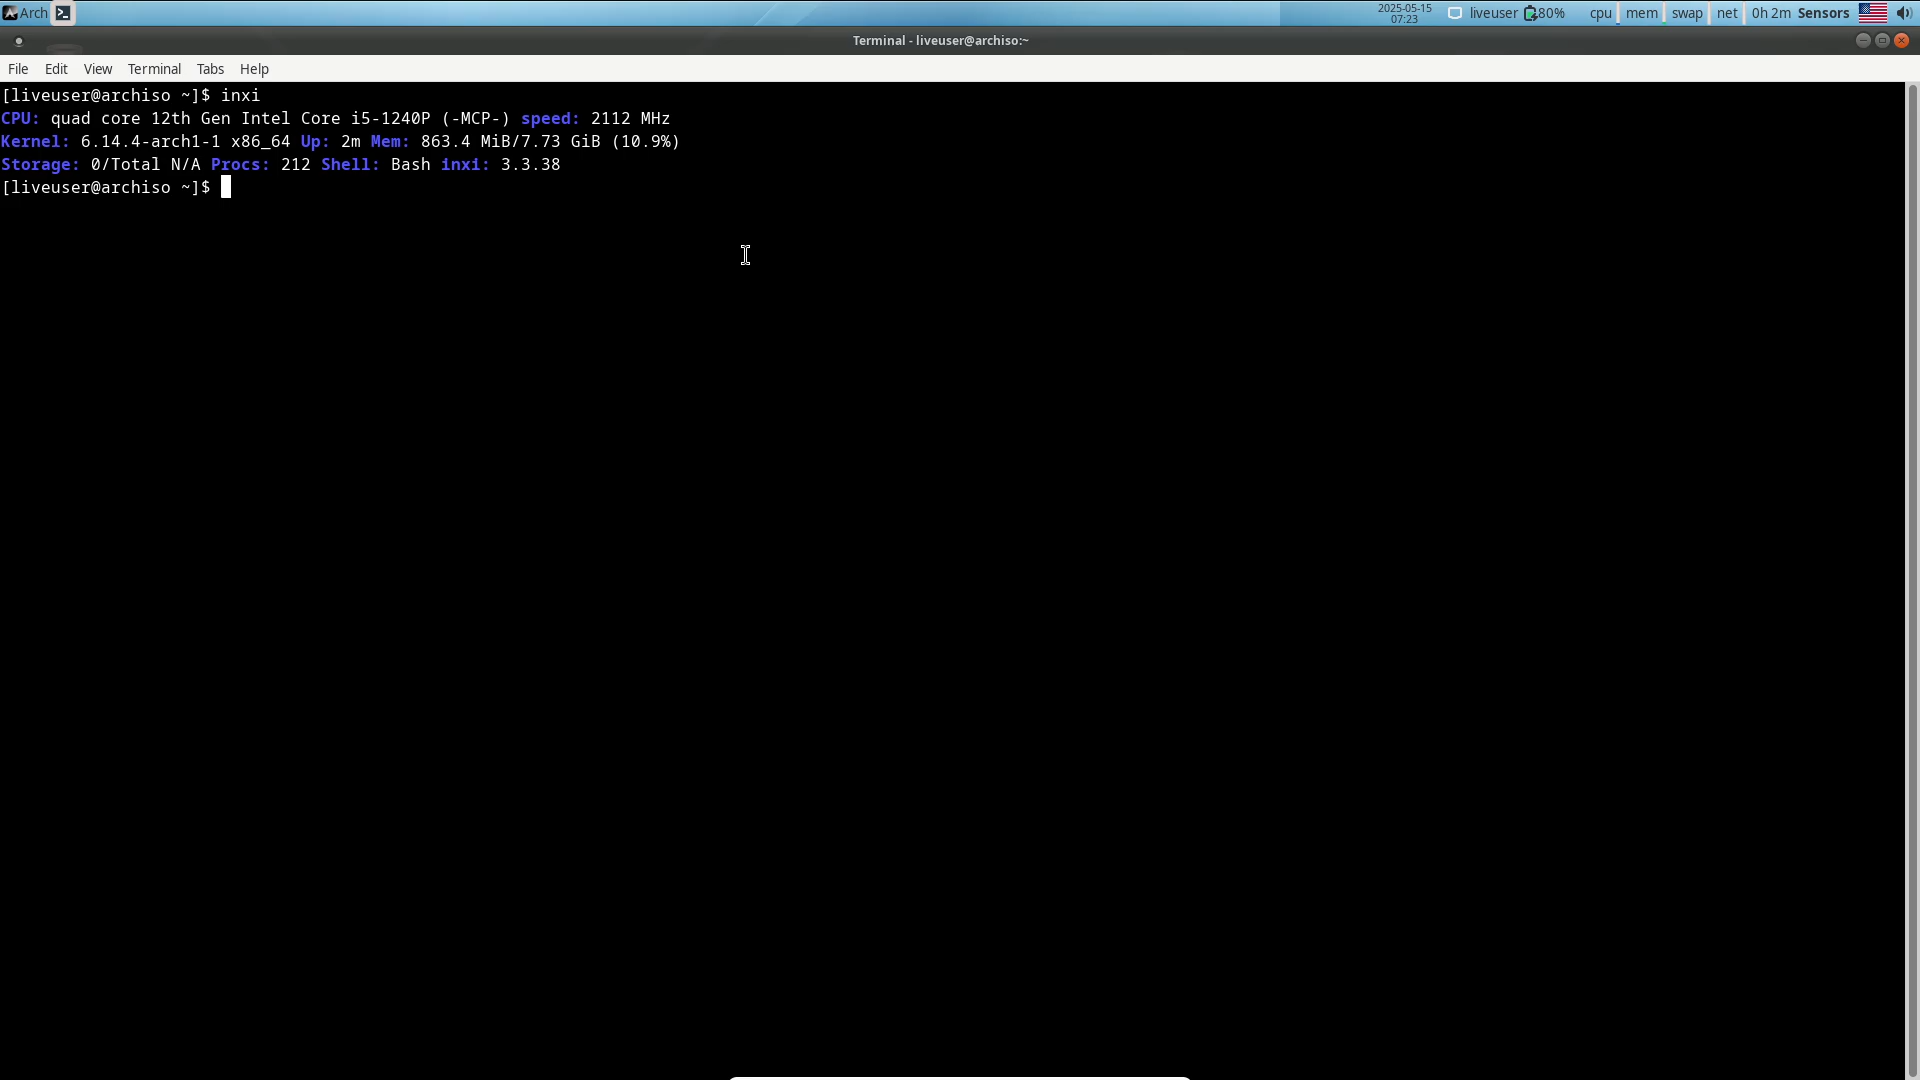 Arch 2025-05-15 07:23 liveuser 80% cpu mem swap net 0h 2m Sensors
Terminal - liveuser@archiso:~
File Edit View Terminal Tabs Help
[liveuser@archiso ~]$ inxi
CPU: quad core 12th Gen Intel Core i5-1240P (-MCP-) speed: 2112 MHz
Kernel: 6.14.4-arch1-1 x86_64 Up: 2m Mem: 863.4 MiB/7.73 GiB (10.9%)
Storage: 0/Total N/A Procs: 212 Shell: Bash inxi: 3.3.38
[liveuser@archiso ~]$